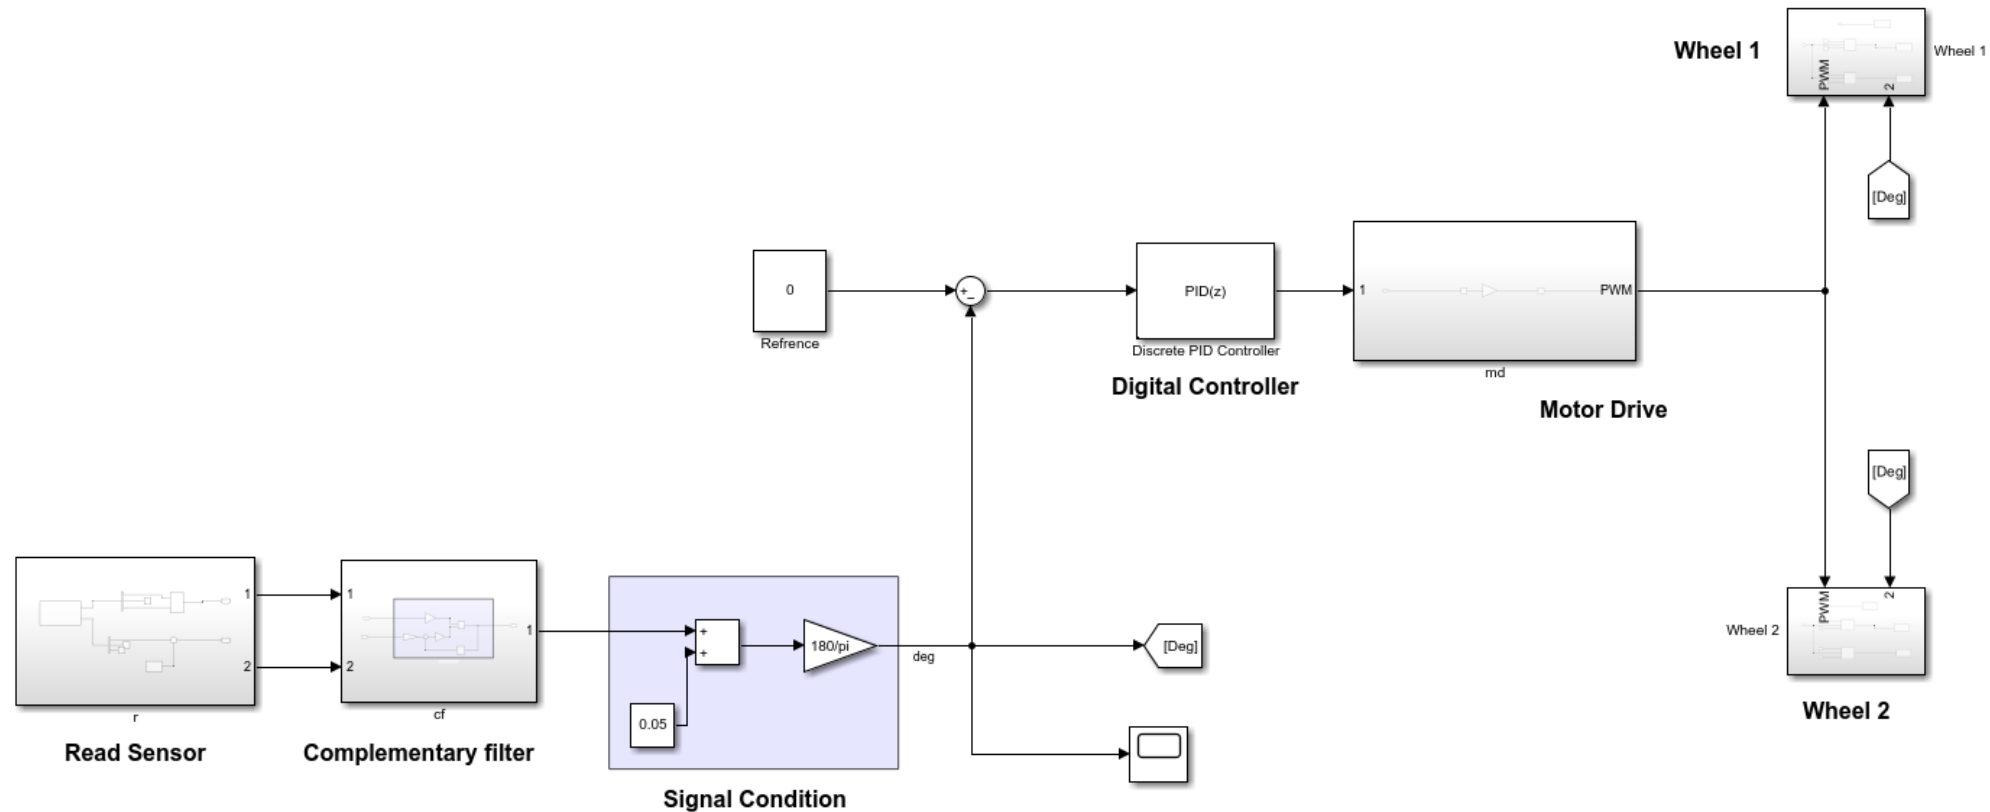 Wheel 1
Wheel 1
PWM
2
[Deg]
0
Refrence
+
−
PID(z)
Discrete PID Controller
Digital Controller
1
PWM
md
Motor Drive
[Deg]
PWM
2
Wheel 2
Wheel 2
1
2
r
Read Sensor
1
2
1
cf
Complementary filter
+
+
0.05
180/pi
Signal Condition
deg
[Deg]